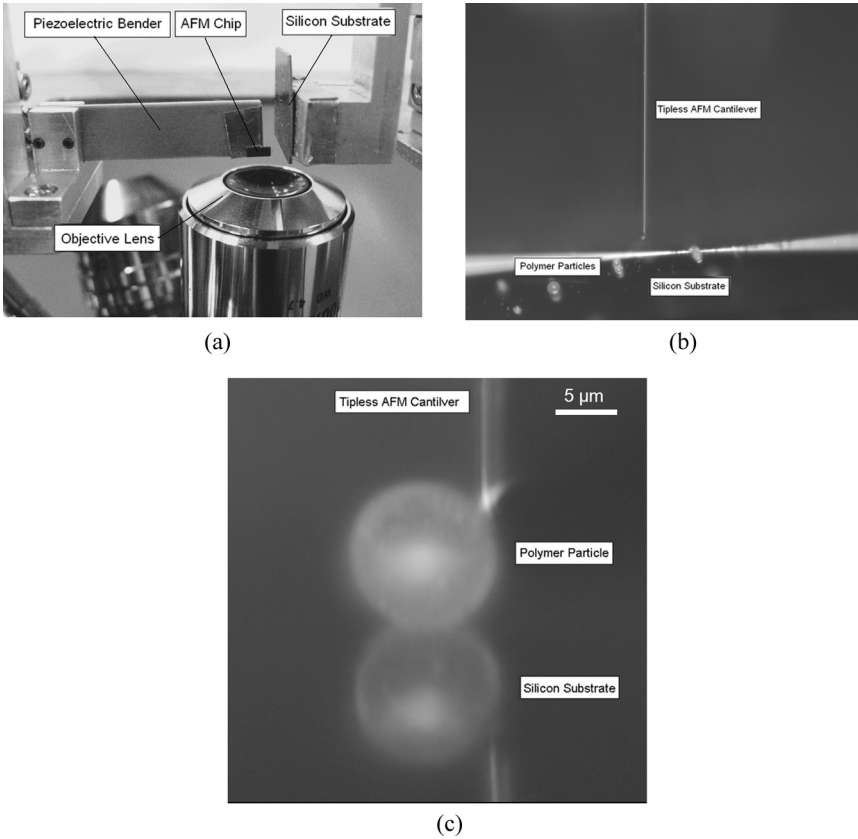 Piezoelectric Bender
AFM Chip
Silicon Substrate
Objective Lens
(a)
Tipless AFM Cantilever
Polymer Particles
Silicon Substrate
(b)
Tipless AFM Cantilver
5 µm
Polymer Particle
Silicon Substrate
(c)